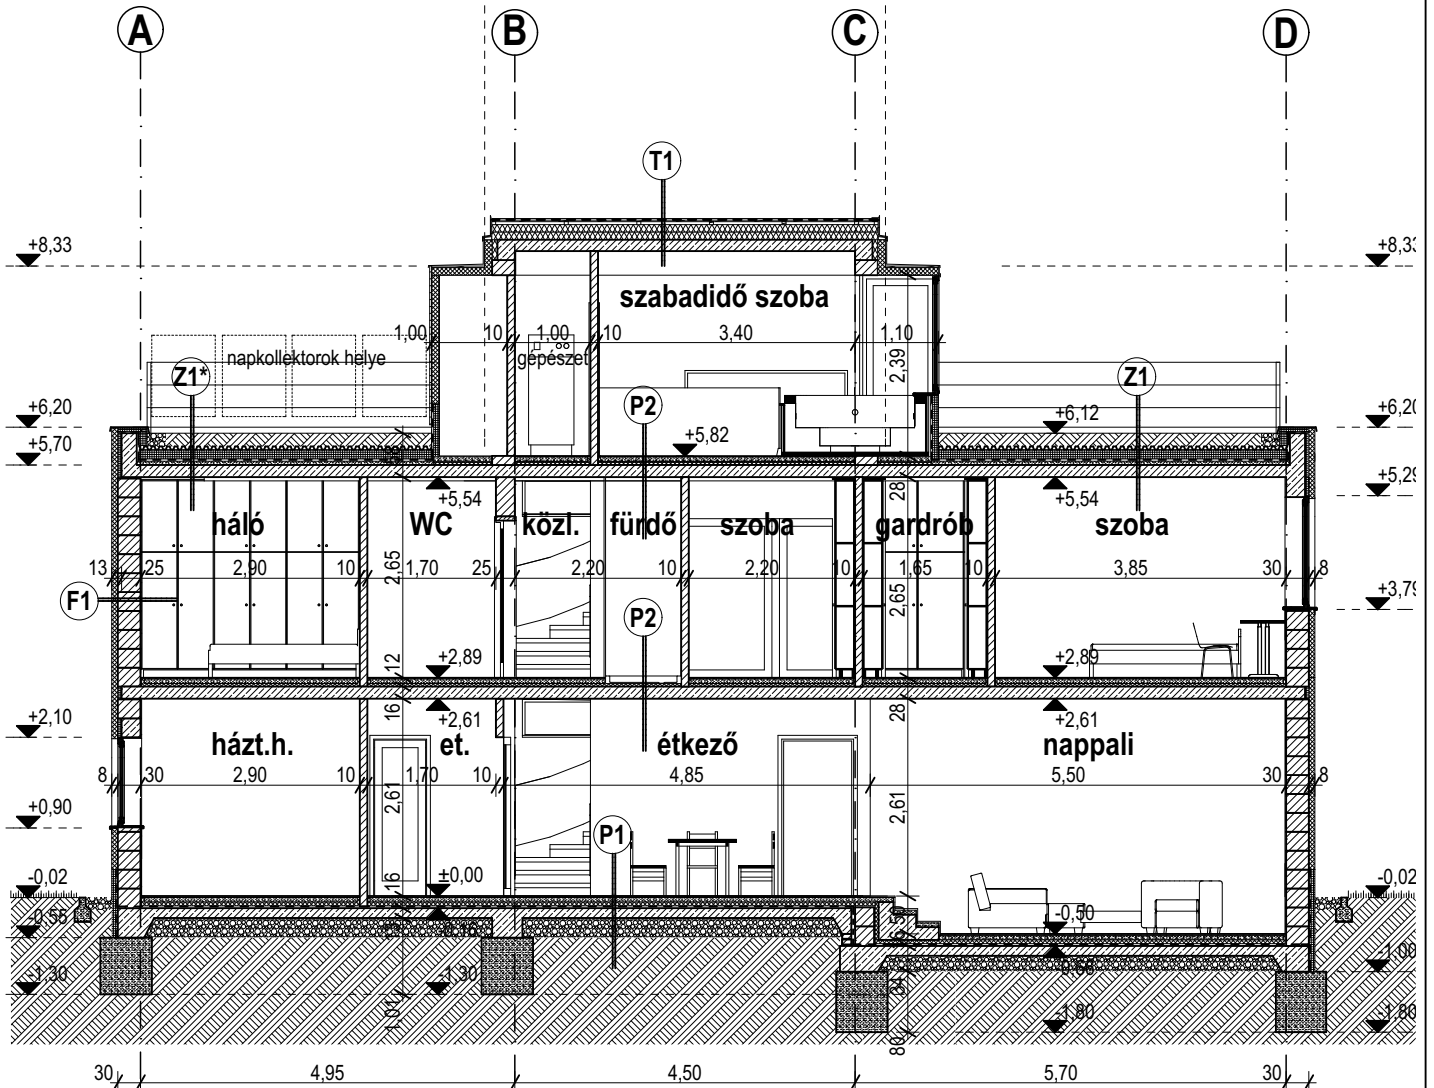 A B C D
T1
+8,33 +8,33
szabadidő szoba
1,00 10 1,00 10 3,40 1,10
napkollektorok helye gépészet 2,39
Z1* Z1
P2
+6,20 +6,12 +6,20
+5,70 +5,82
+5,54 28 +5,54 +5,29
háló WC közl. fürdő szoba gardrób szoba
13 25 2,90 10 2,65 1,70 25 2,20 10 2,20 10 1,65 10 2,65 3,85 30 8
F1 +3,79
P2
12 +2,89 +2,89
16 +2,61 28 +2,61
+2,10
házt.h. et. étkező nappali
8 30 2,90 10 1,70 10 4,85 5,50 30 8
2,61 2,61
+0,90
P1
-0,02 16 ±0,00 -0,02
-0,55 -0,16 -0,50
-0,66 -1,00
-1,30 -1,30 34
1,01 -1,80 -1,80
80
30 4,95 4,50 5,70 30